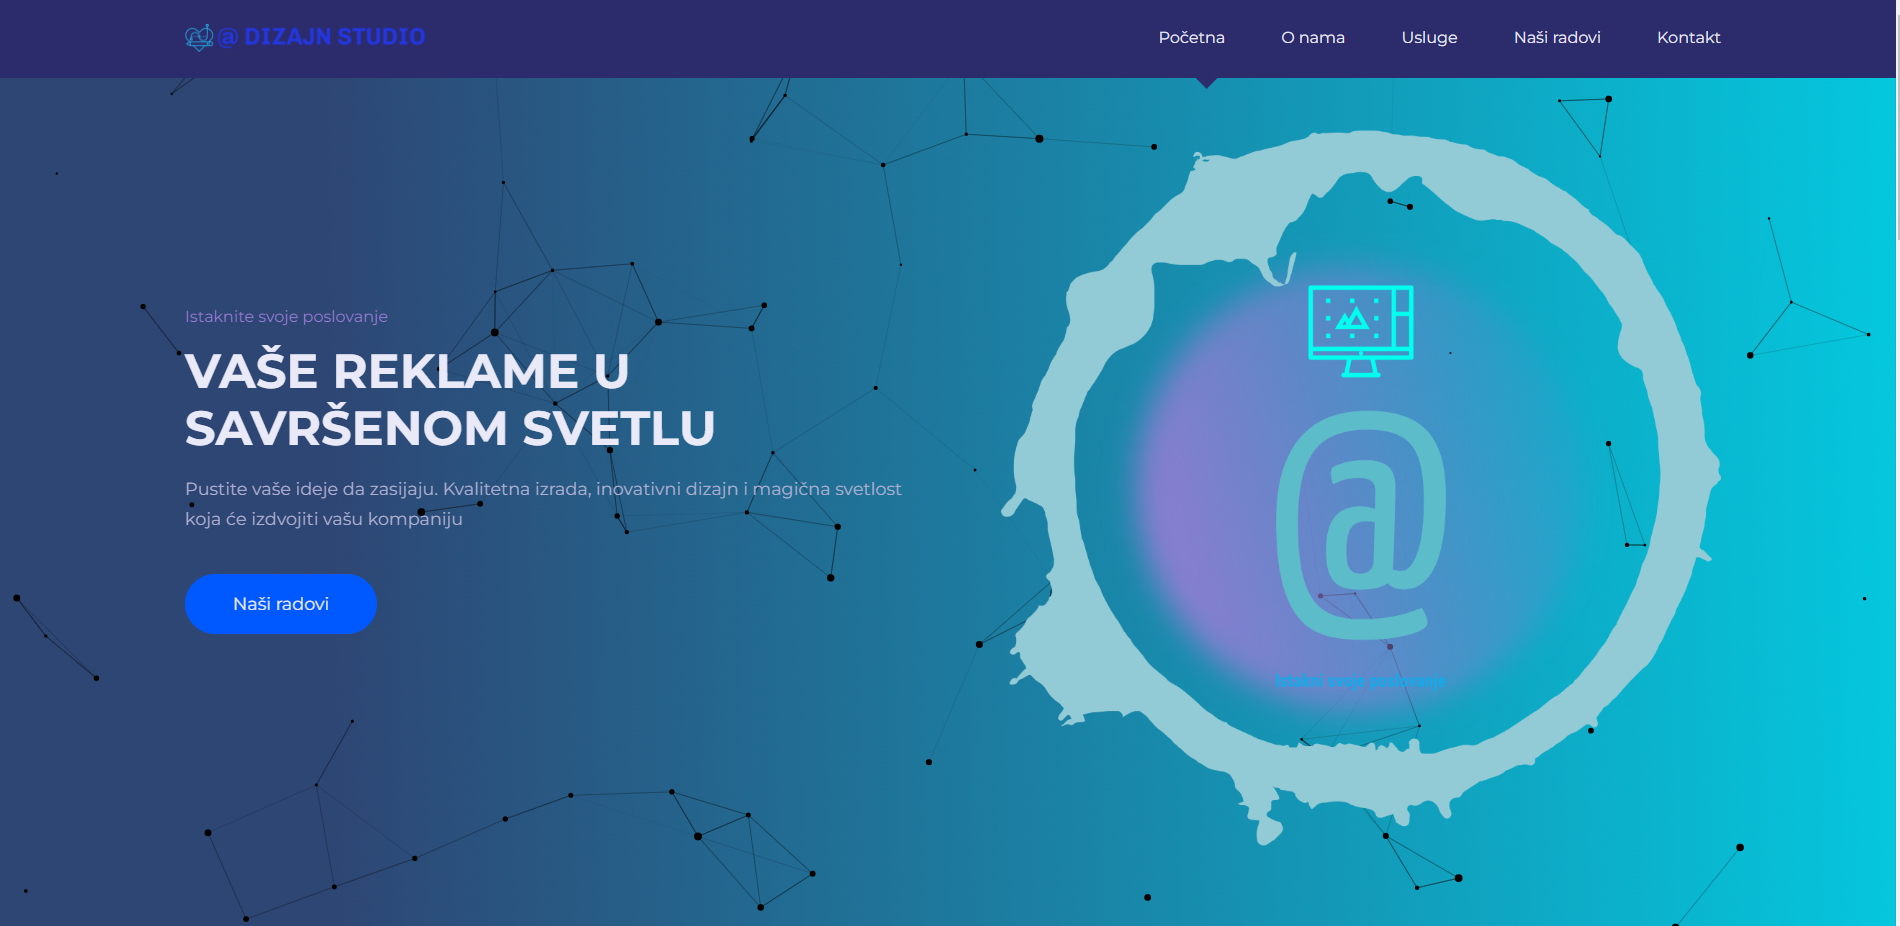 @ DIZAJN STUDIO
Početna O nama Usluge Naši radovi Kontakt
Istaknite svoje poslovanje
VAŠE REKLAME U
SAVRŠENOM SVETLU
Pustite vaše ideje da zasijaju. Kvalitetna izrada, inovativni dizajn i magična svetlost
koja će izdvojiti vašu kompaniju
Naši radovi
@
Istakni svoje poslovanje